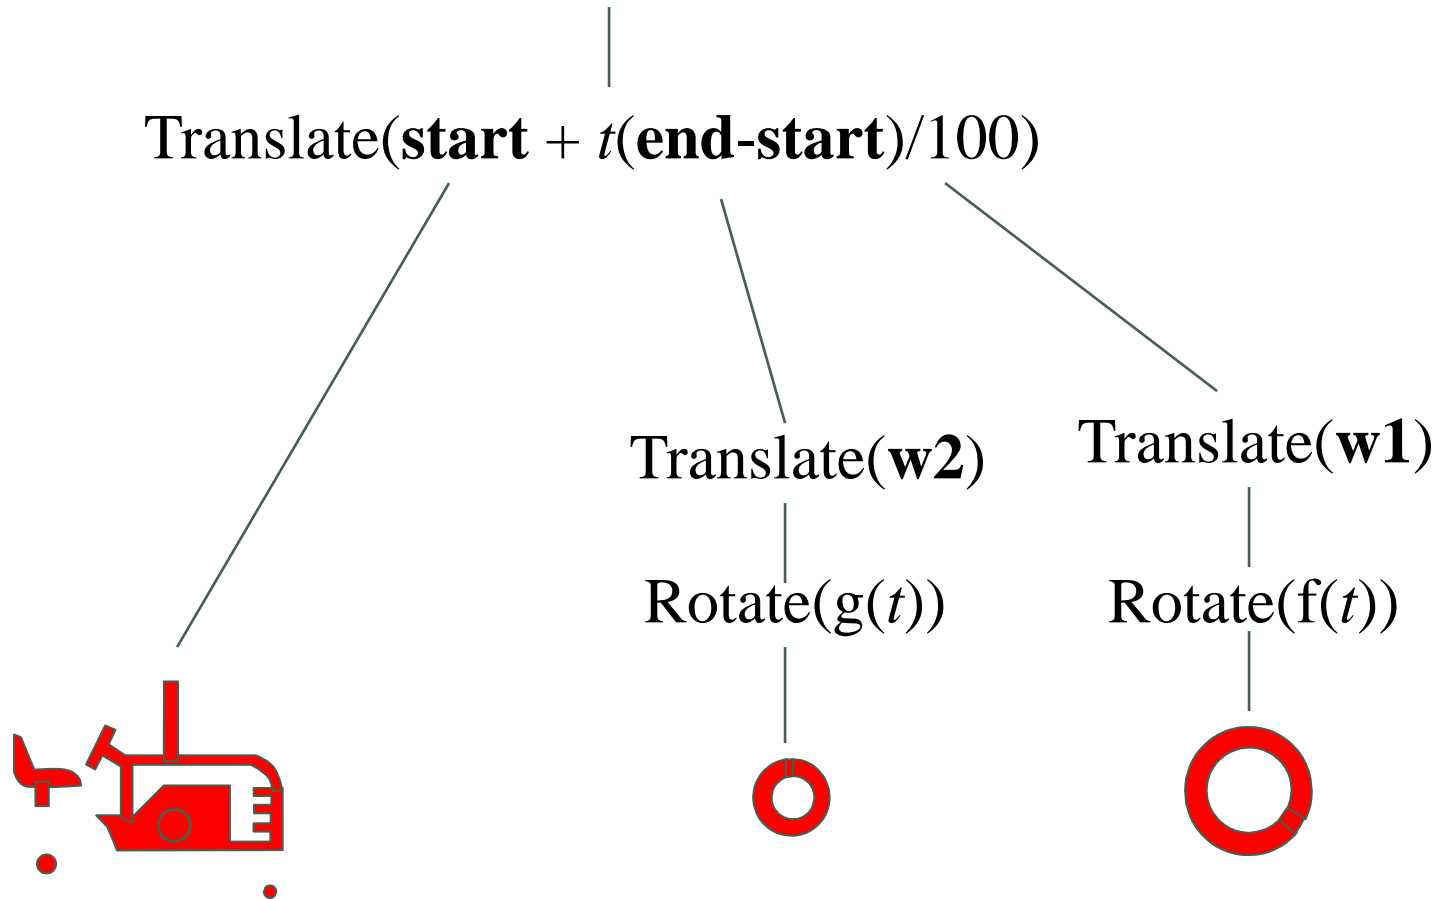 Translate(start + t(end-start)/100)
Translate(w2)
Translate(w1)
Rotate(g(t))
Rotate(f(t))